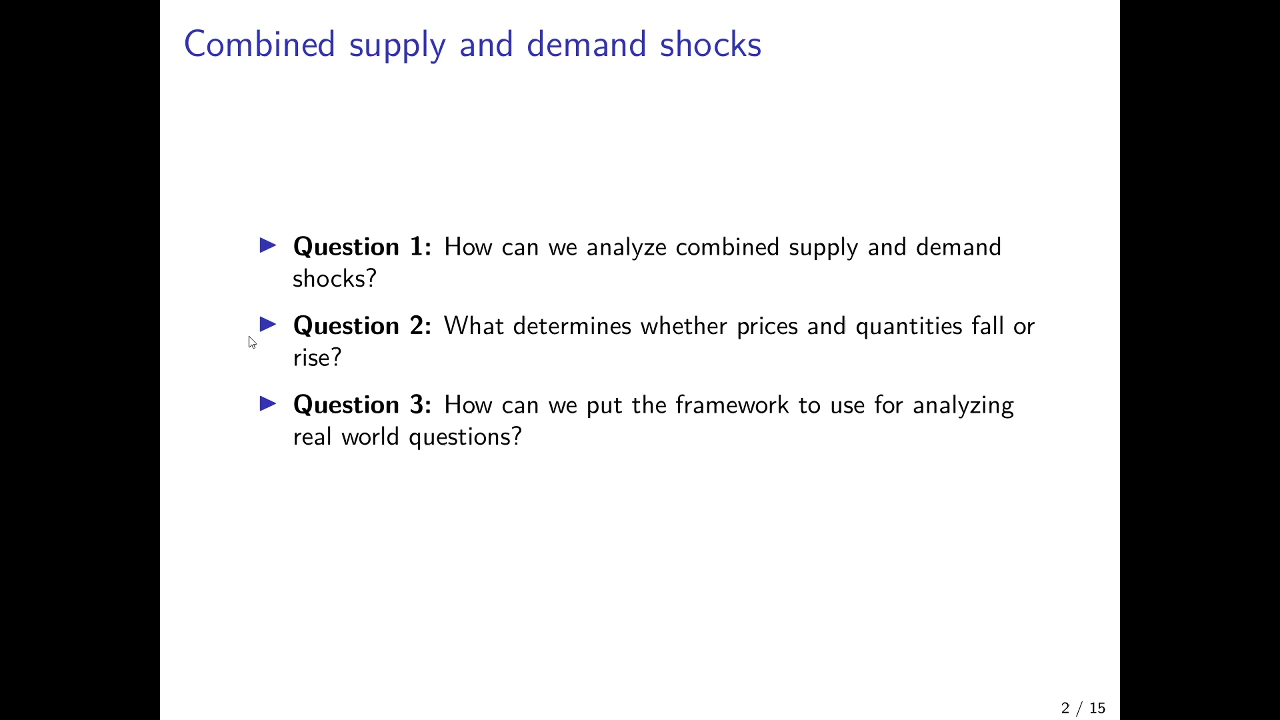 Combined supply and demand shocks
Question 1: How can we analyze combined supply and demand
shocks?
Question 2: What determines whether prices and quantities fall or
rise?
Question 3: How can we put the framework to use for analyzing
real world questions?
2 / 15